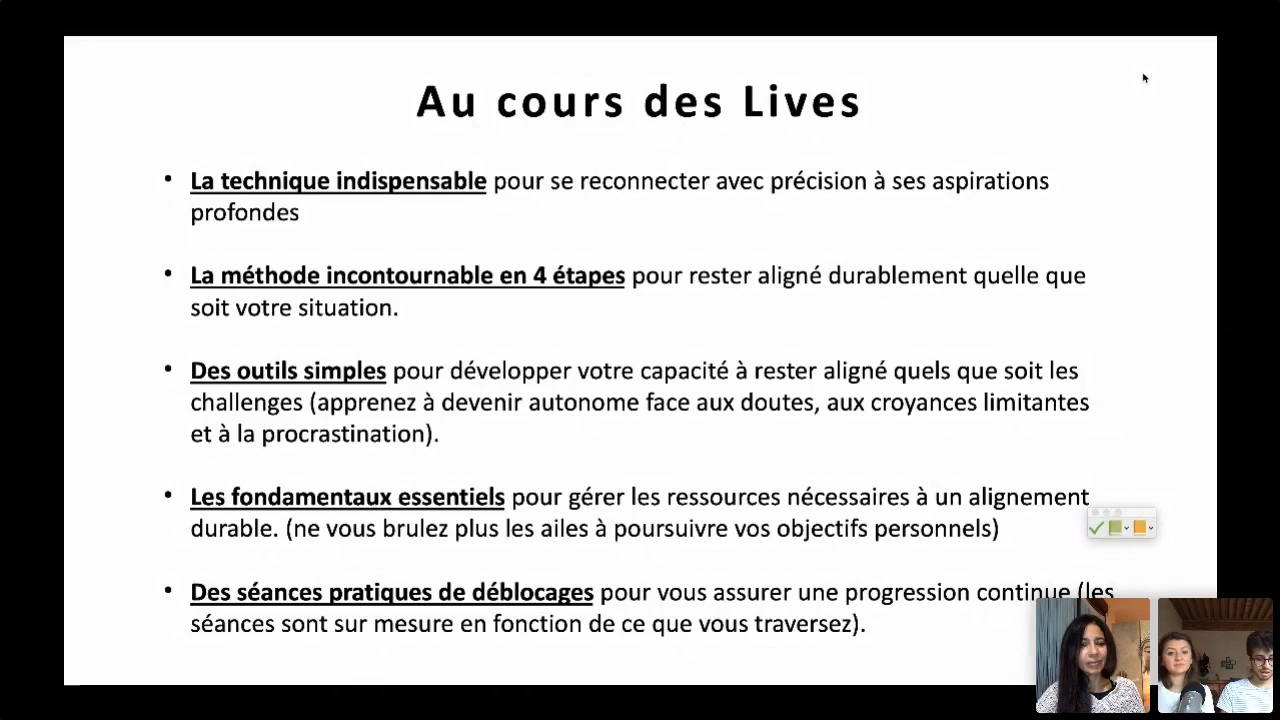 Au cours des Lives
• La technique indispensable pour se reconnecter avec précision à ses aspirations
profondes
• La méthode incontournable en 4 étapes pour rester aligné durablement quelle que
soit votre situation.
• Des outils simples pour développer votre capacité à rester aligné quels que soit les
challenges (apprenez à devenir autonome face aux doutes, aux croyances limitantes
et à la procrastination).
• Les fondamentaux essentiels pour gérer les ressources nécessaires à un alignement
durable. (ne vous brulez plus les ailes à poursuivre vos objectifs personnels)
• Des séances pratiques de déblocages pour vous assurer une progression continue (les
séances sont sur mesure en fonction de ce que vous traversez).